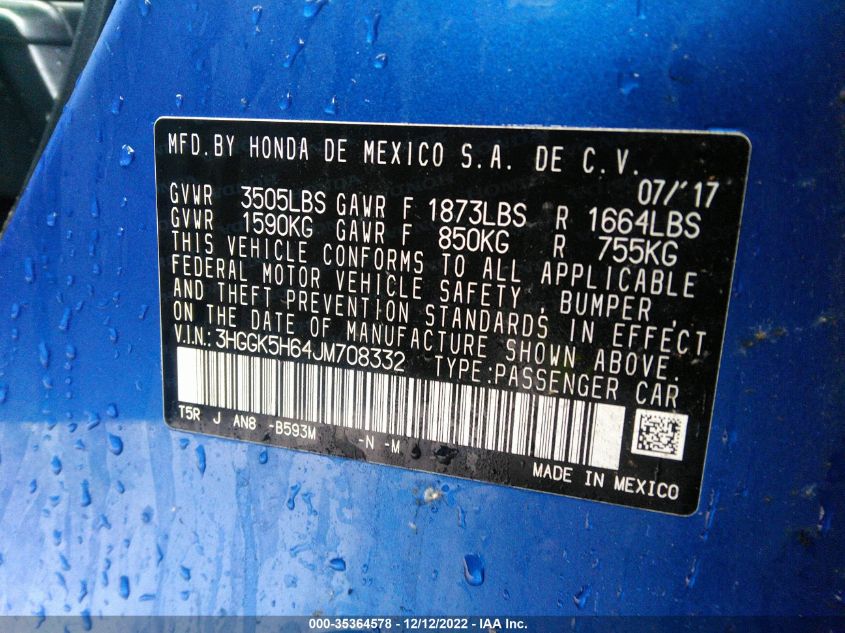 MFD.BY HONDA DE MEXICO S.A. DE C.V.
07/'17
GVWR 3505LBS GAWR F 1873LBS R 1664LBS
GVWR 1590KG GAWR F 850KG R 755KG
THIS VEHICLE CONFORMS TO ALL APPLICABLE
FEDERAL MOTOR VEHICLE SAFETY, BUMPER,
AND THEFT PREVENTION STANDARDS IN EFFECT
ON THE DATE OF MANUFACTURE SHOWN ABOVE.
V.I.N.: 3HGGK5H64JM708332 TYPE:PASSENGER CAR
T5R J AN8 -B593M -N -M
MADE IN MEXICO
000-35364578 - 12/12/2022 - IAA Inc.